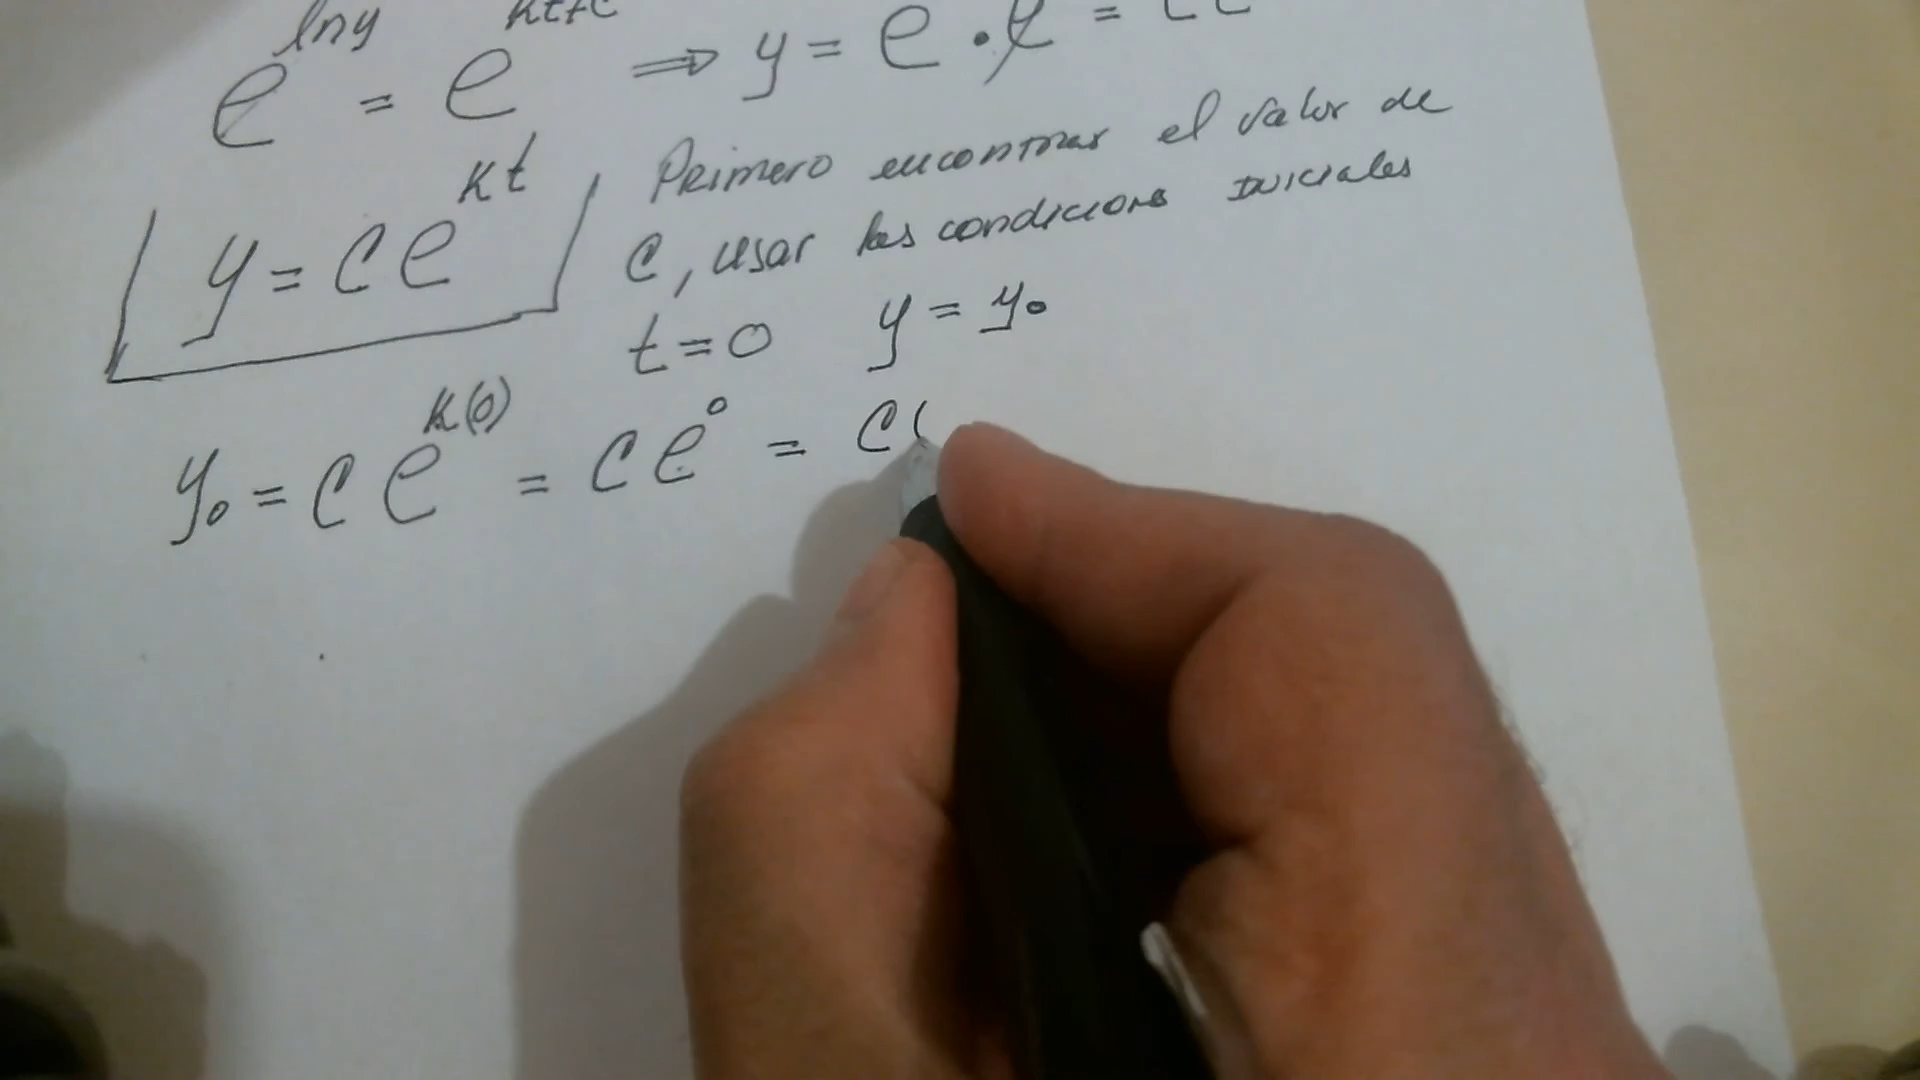 e^lny = e^kt+c ⟹ y = e · e = ce
y = ce^kt Primero encontrar el valor de
c, usar las condiciones iniciales
t=0 y = y₀
y₀ = c e^k(0) = c e^0 = c(